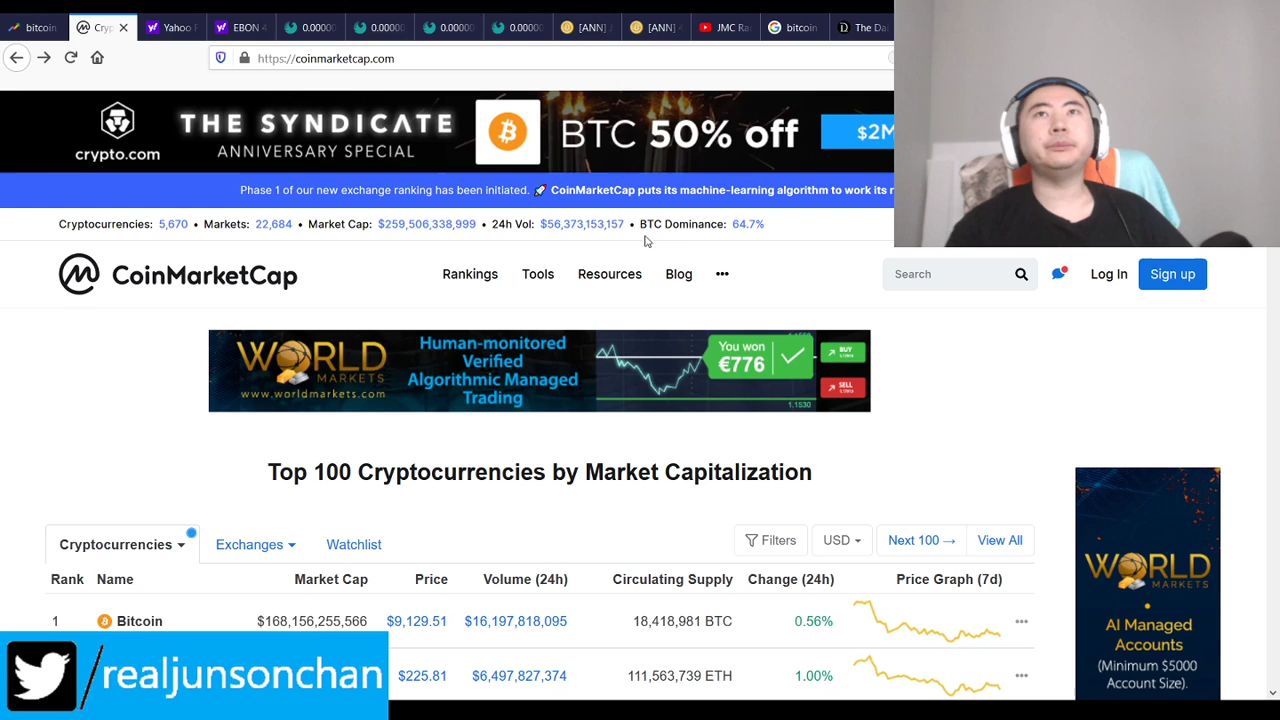 bitcoin
Cryp
Yahoo F
EBON
0.00000
0.00000
0.00000
0.00000
[ANN]
[ANN]
JMC Ra
bitcoin
The Dai
https://coinmarketcap.com
crypto.com
THE SYNDICATE
ANNIVERSARY SPECIAL
BTC 50% off
$2M
Phase 1 of our new exchange ranking has been initiated. 🚀 CoinMarketCap puts its machine-learning algorithm to work its r
Cryptocurrencies: 5,670 • Markets: 22,684 • Market Cap: $259,506,338,999 • 24h Vol: $56,373,153,157 • BTC Dominance: 64.7%
CoinMarketCap
Rankings Tools Resources Blog •••
Search
Log In
Sign up
WORLD
MARKETS
www.worldmarkets.com
Human-monitored
Verified
Algorithmic Managed
Trading
You won
€776
BUY
SELL
1.1530
Top 100 Cryptocurrencies by Market Capitalization
Cryptocurrencies Exchanges Watchlist
Filters USD Next 100 → View All
Rank Name Market Cap Price Volume (24h) Circulating Supply Change (24h) Price Graph (7d)
1 Bitcoin $168,156,255,566 $9,129.51 $16,197,818,095 18,418,981 BTC 0.56%
$225.81 $6,497,827,374 111,563,739 ETH 1.00%
WORLD
MARKETS
AI Managed
Accounts
(Minimum $5000
Account Size).
/realjunsonchan